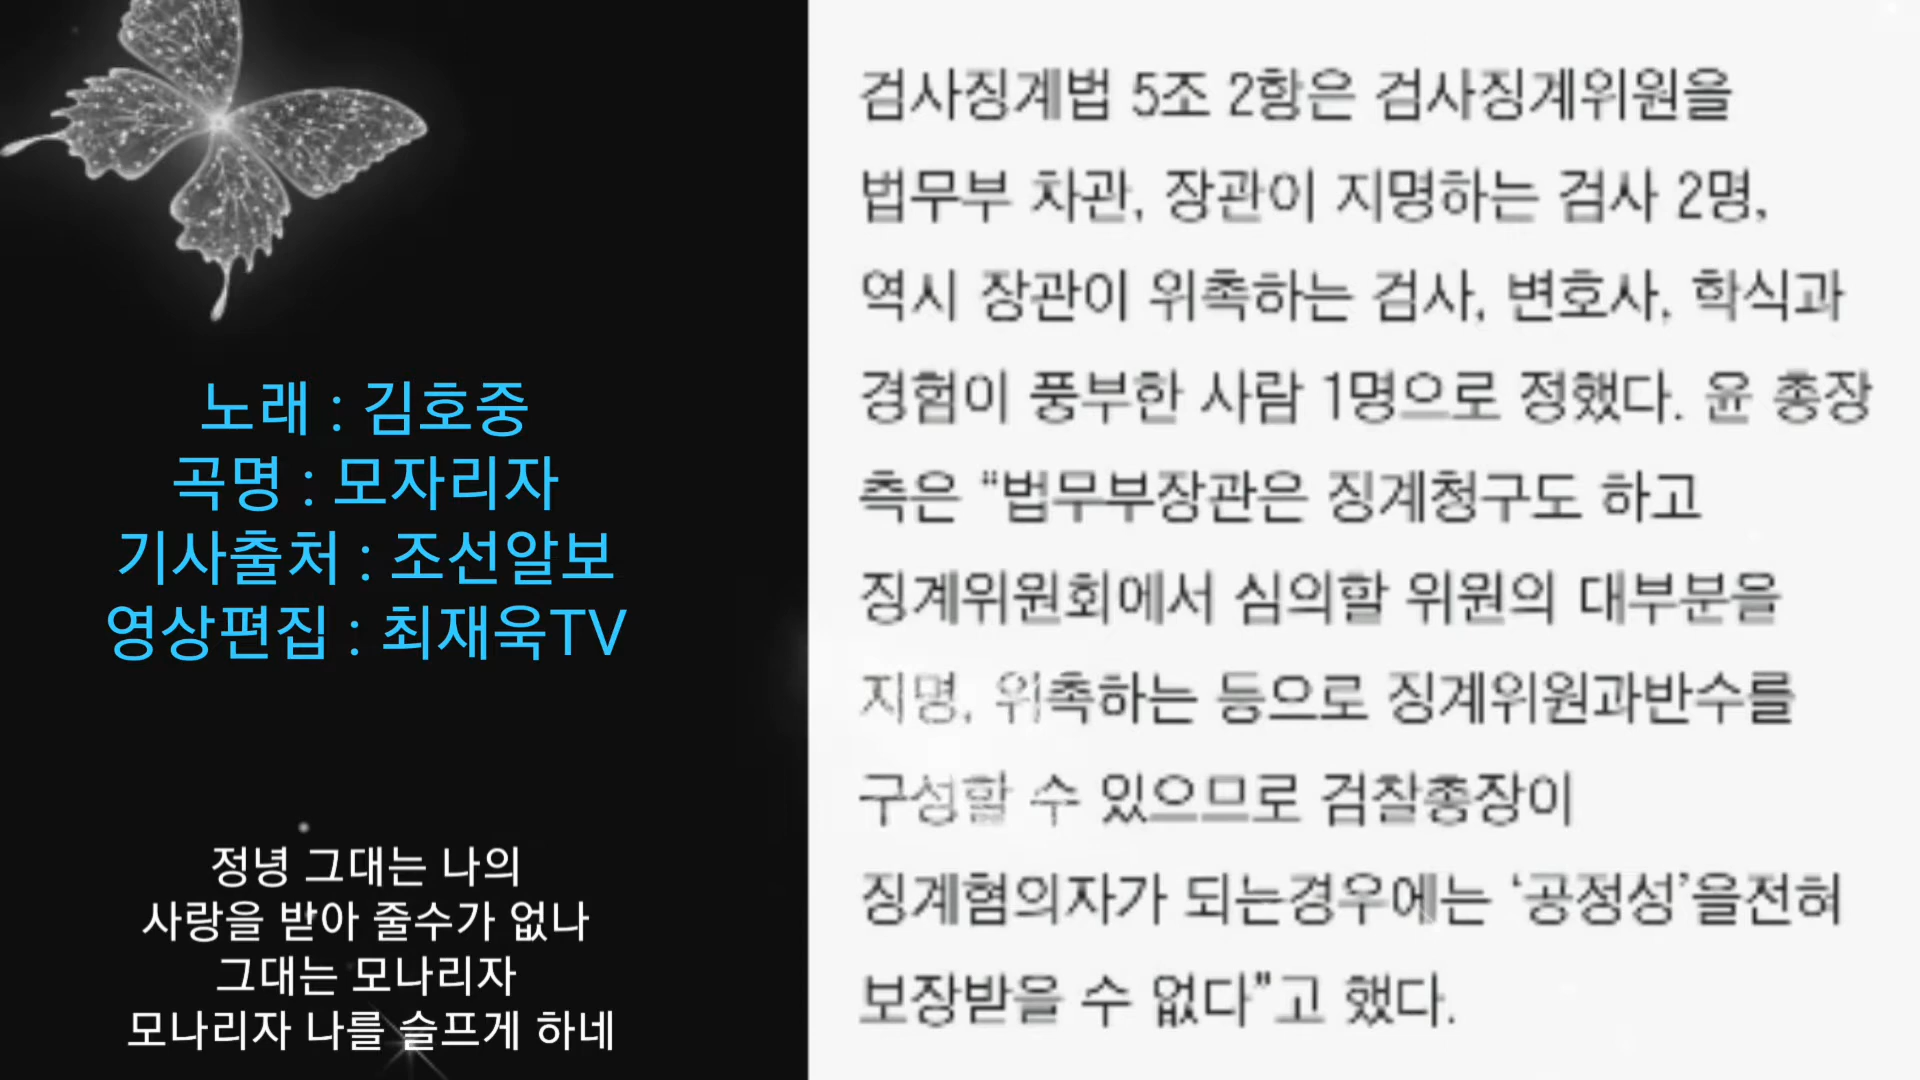 노래 : 김호중
곡명 : 모자리자
기사출처 : 조선알보
영상편집 : 최재욱TV
정녕 그대는 나의
사랑을 받아 줄수가 없나
그대는 모나리자
모나리자 나를 슬프게 하네
검사징계법 5조 2항은 검사징계위원을
법무부 차관, 장관이 지명하는 검사 2명,
역시 장관이 위촉하는 검사, 변호사, 학식과
경험이 풍부한 사람 1명으로 정했다. 윤 총장
측은 “법무부장관은 징계청구도 하고
징계위원회에서 심의할 위원의 대부분을
지명, 위촉하는 등으로 징계위원과반수를
구성할 수 있으므로 검찰총장이
징계혐의자가 되는경우에는 ‘공정성’을전혀
보장받을 수 없다”고 했다.